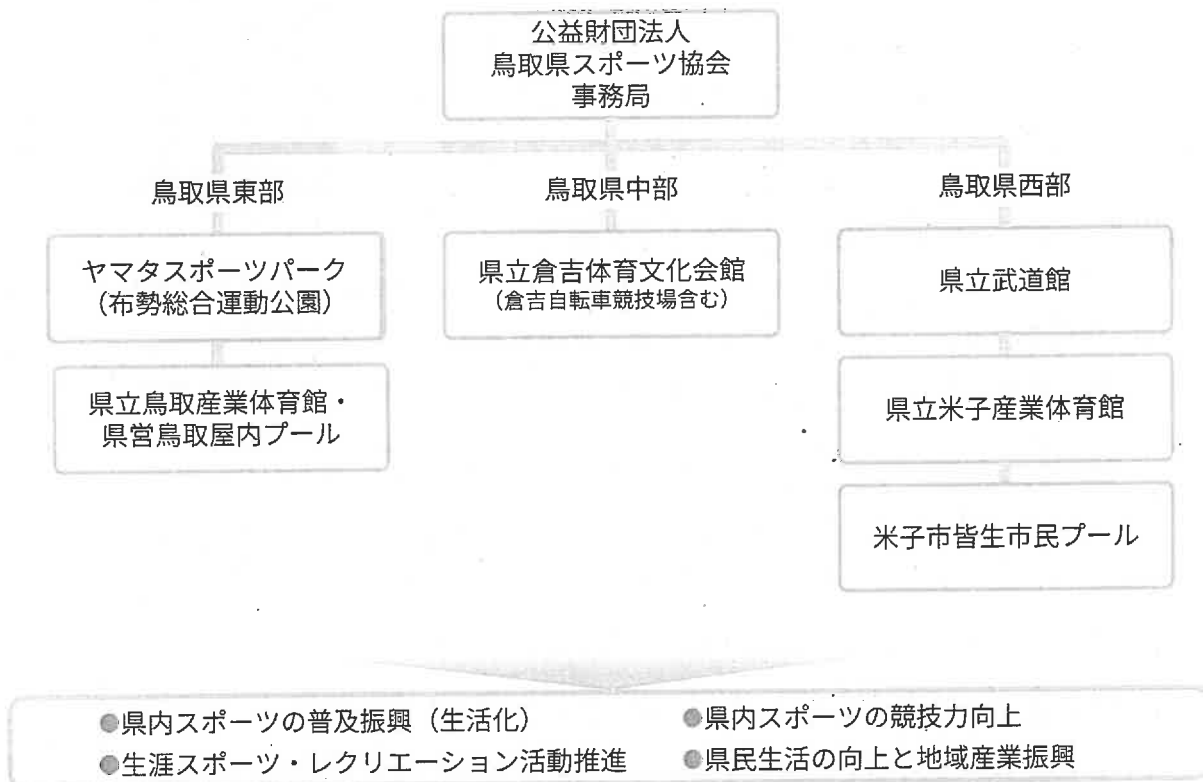 公益財団法人
鳥取県スポーツ協会
事務局
鳥取県東部
鳥取県中部
鳥取県西部
ヤマタスポーツパーク
(布勢総合運動公園)
県立倉吉体育文化会館
(倉吉自転車競技場含む)
県立武道館
県立鳥取産業体育館・
県営鳥取屋内プール
県立米子産業体育館
米子市皆生市民プール
●県内スポーツの普及振興(生活化)
●県内スポーツの競技力向上
●生涯スポーツ・レクリエーション活動推進
●県民生活の向上と地域産業振興